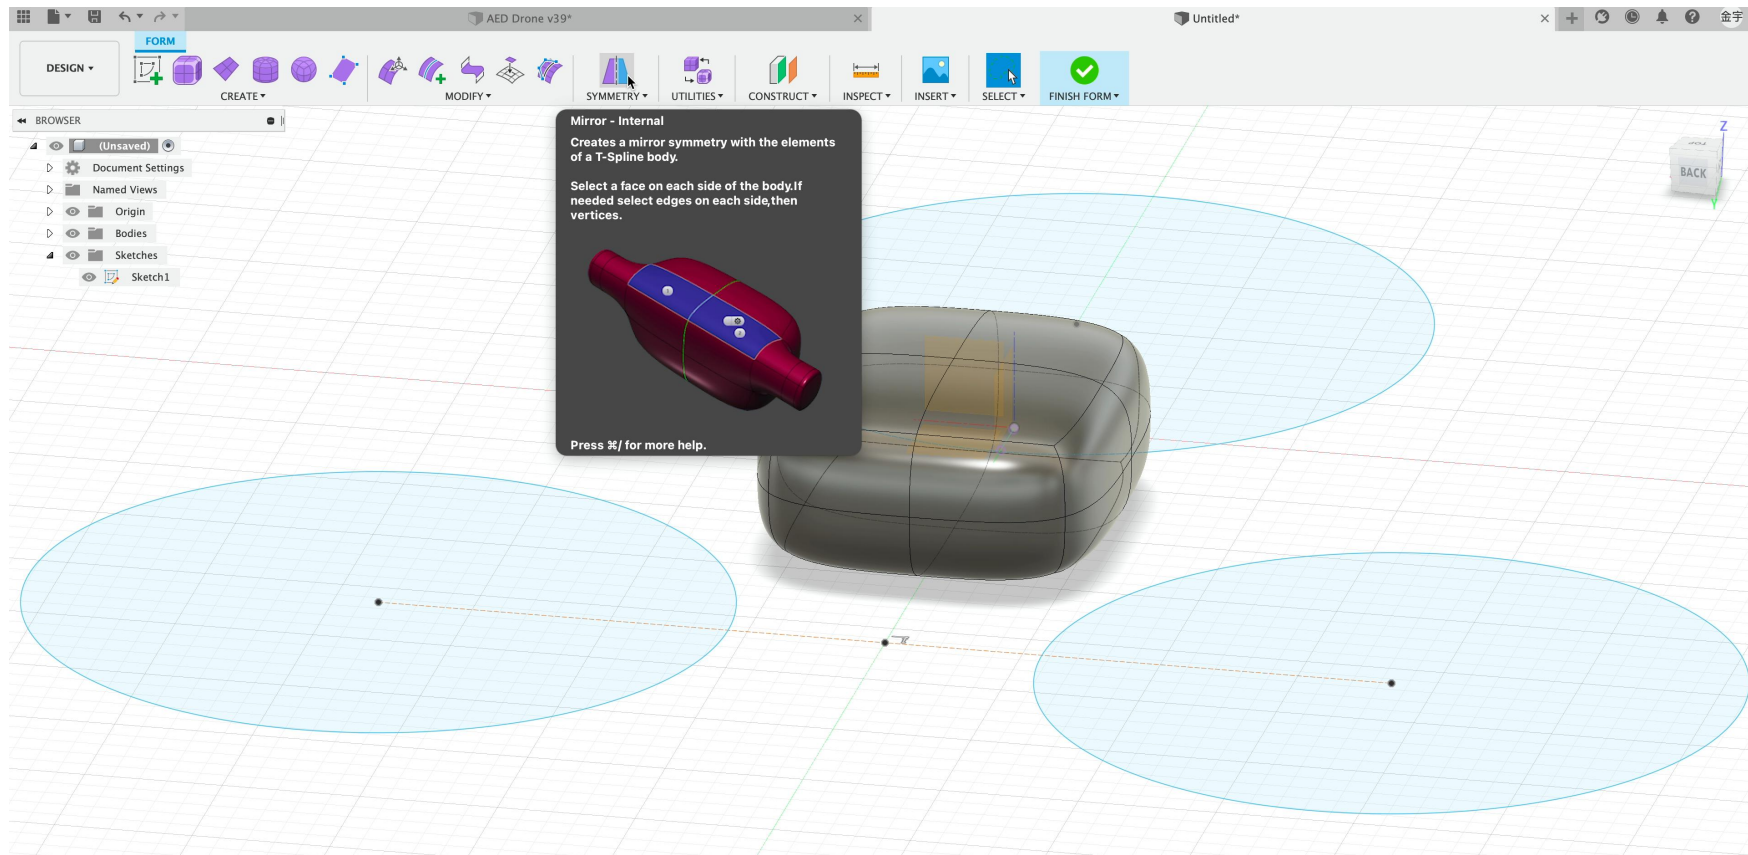 AED Drone v39*
Untitled*
金宇
FORM
DESIGN
CREATE
MODIFY
SYMMETRY
UTILITIES
CONSTRUCT
INSPECT
INSERT
SELECT
FINISH FORM
BROWSER
(Unsaved)
Document Settings
Named Views
Origin
Bodies
Sketches
Sketch1
Mirror - Internal
Creates a mirror symmetry with the elements
of a T-Spline body.
Select a face on each side of the body.If
needed select edges on each side,then
vertices.
Press ⌘/ for more help.
Z
TOP
BACK
Y